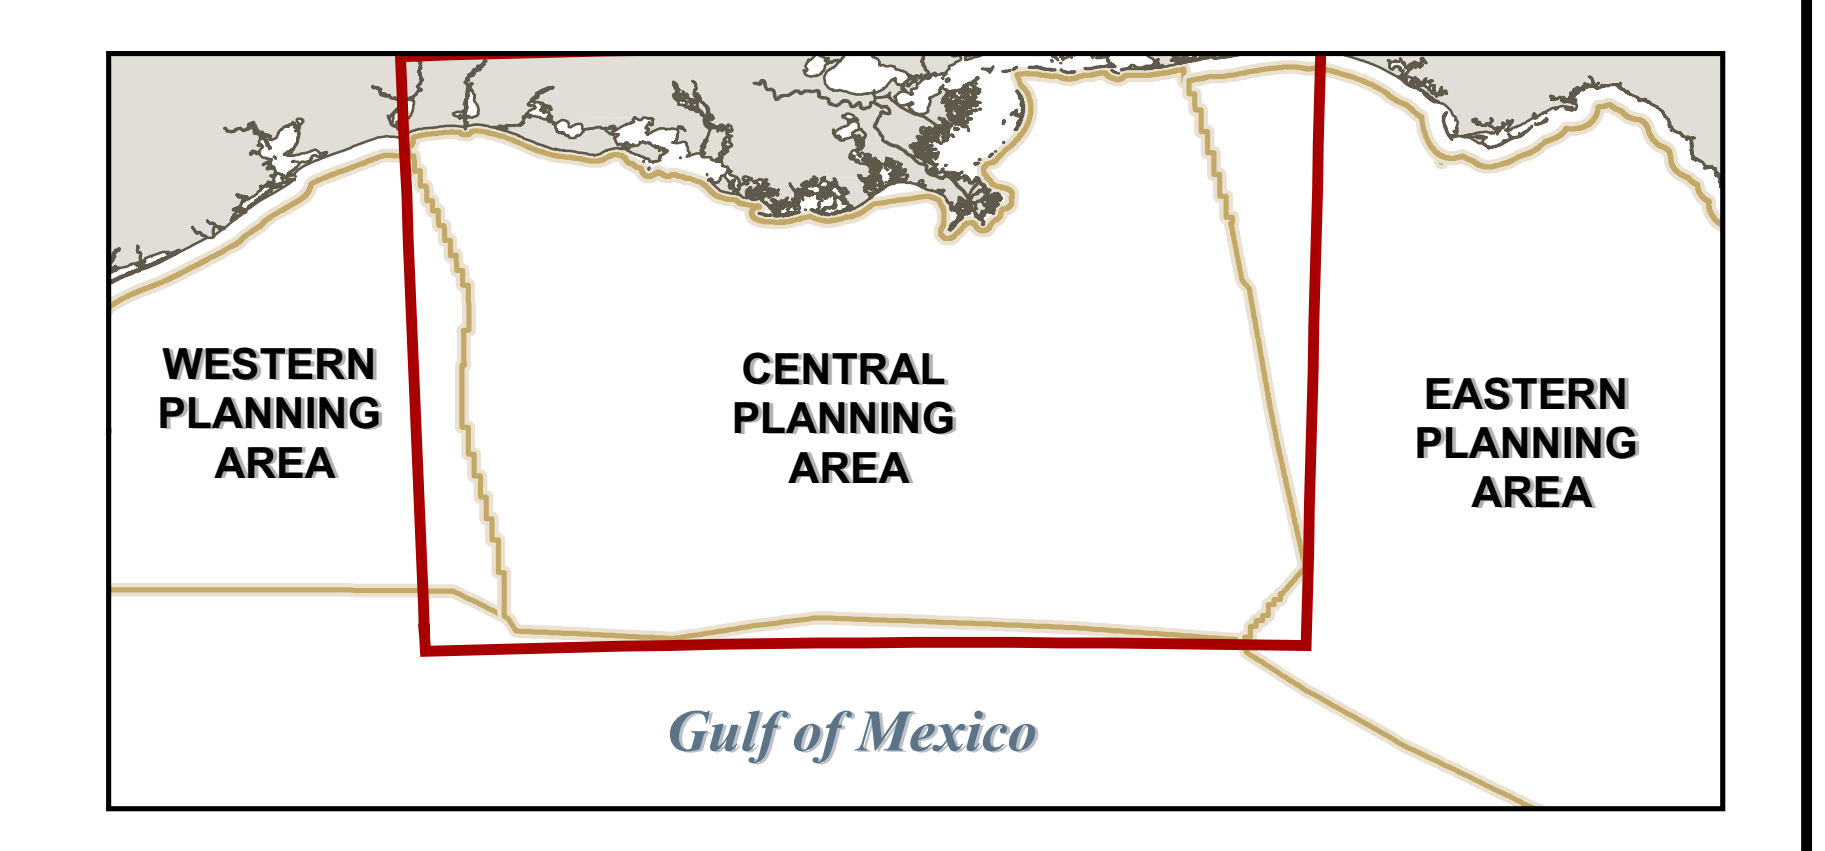 WESTERN
PLANNING
AREA
CENTRAL
PLANNING
AREA
EASTERN
PLANNING
AREA
Gulf of Mexico